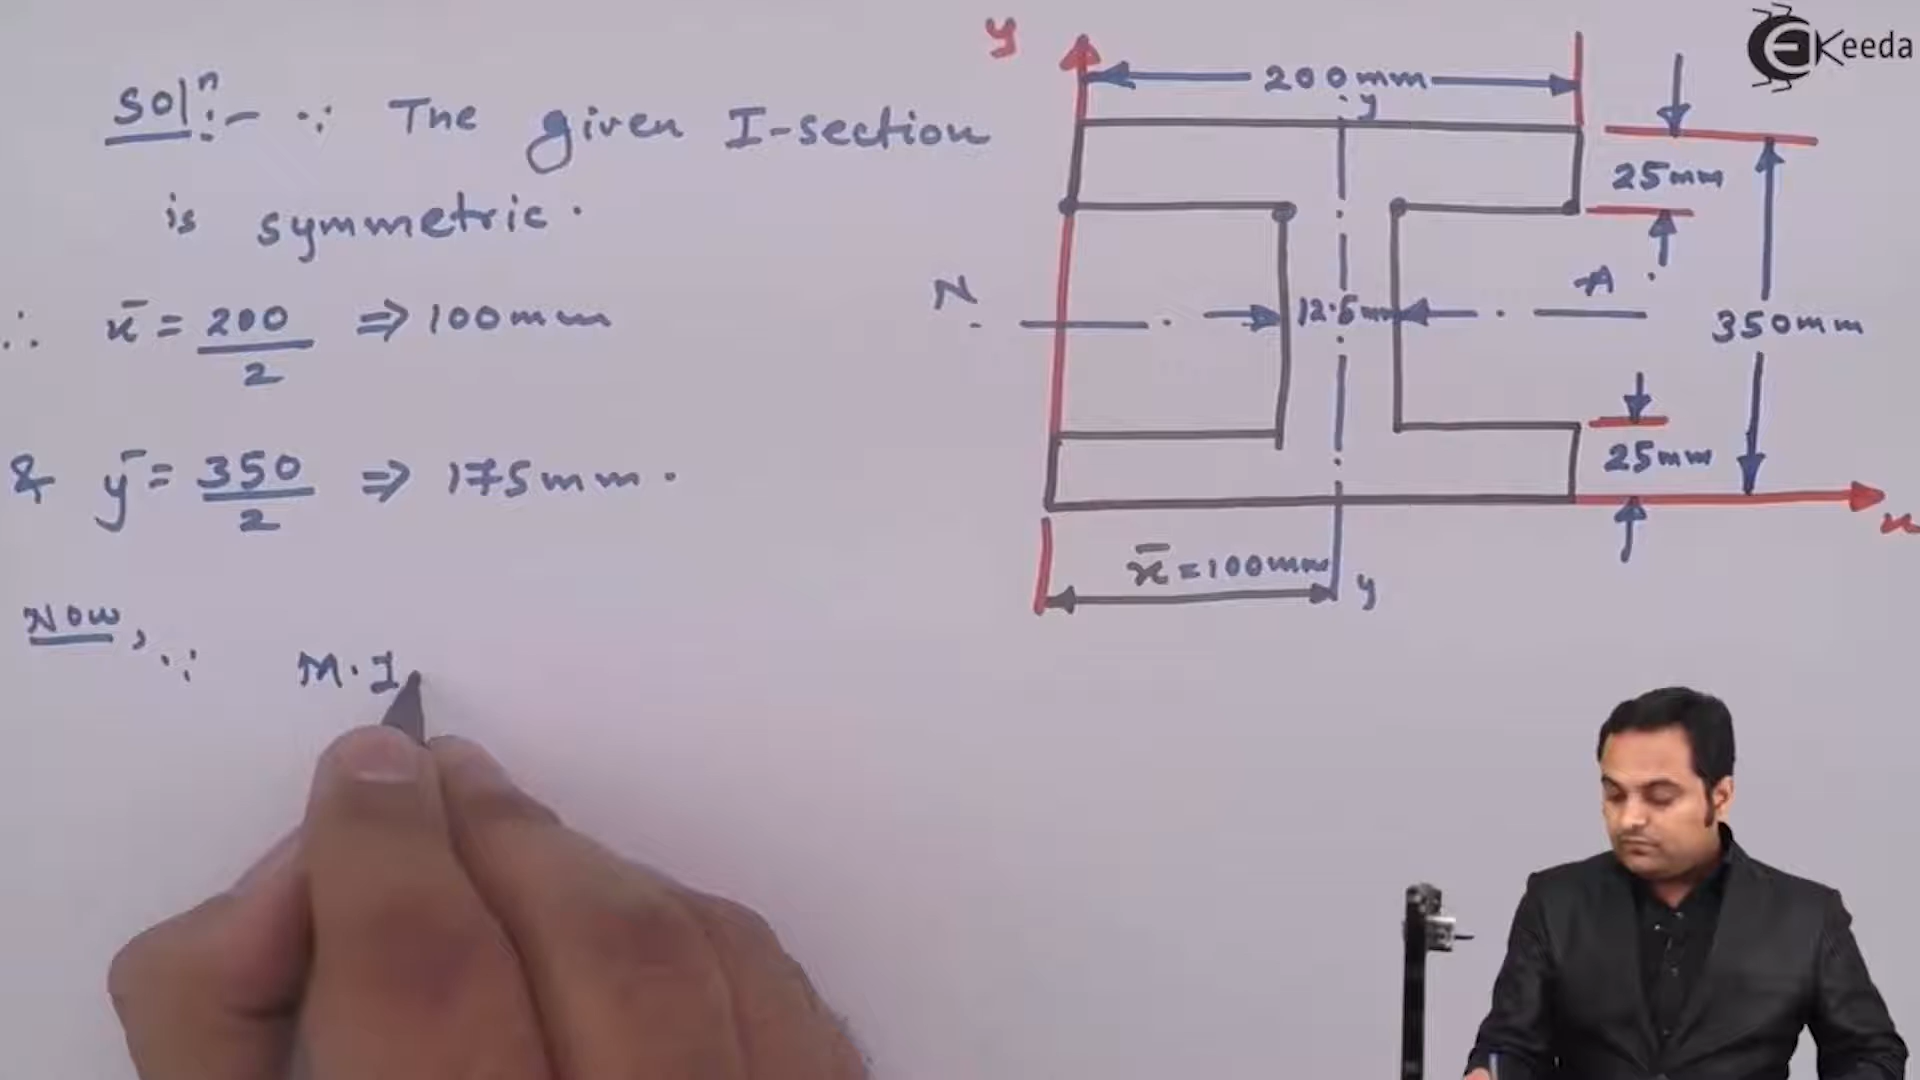 Solⁿ:- ∵ The given I-section
is symmetric.
∴ x̄ = 200/2 ⇒ 100mm
& ȳ = 350/2 ⇒ 175mm.
Now, ∵ M.I.
y
200mm
y
25mm
N
12.5mm
A
350mm
25mm
x̄=100mm
y
x
Keeda